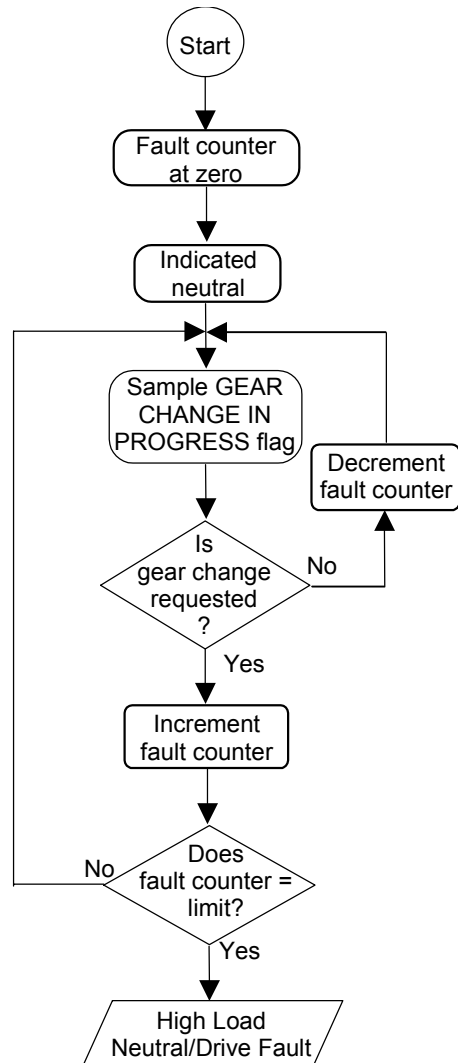 Start
Fault counter
at zero
Indicated
neutral
Sample GEAR
CHANGE IN
PROGRESS flag
Decrement
fault counter
Is
gear change
requested
?
No
Yes
Increment
fault counter
Does
fault counter =
limit?
No
Yes
High Load
Neutral/Drive Fault